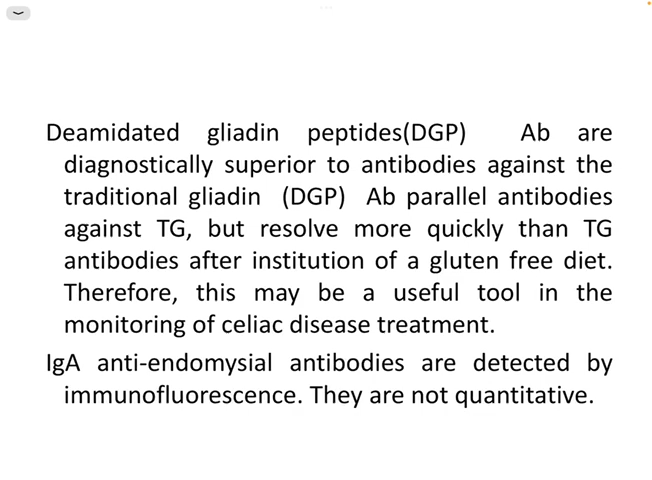 Deamidated gliadin peptides(DGP) Ab are
diagnostically superior to antibodies against the
traditional gliadin (DGP) Ab parallel antibodies
against TG, but resolve more quickly than TG
antibodies after institution of a gluten free diet.
Therefore, this may be a useful tool in the
monitoring of celiac disease treatment.
IgA anti-endomysial antibodies are detected by
immunofluorescence. They are not quantitative.